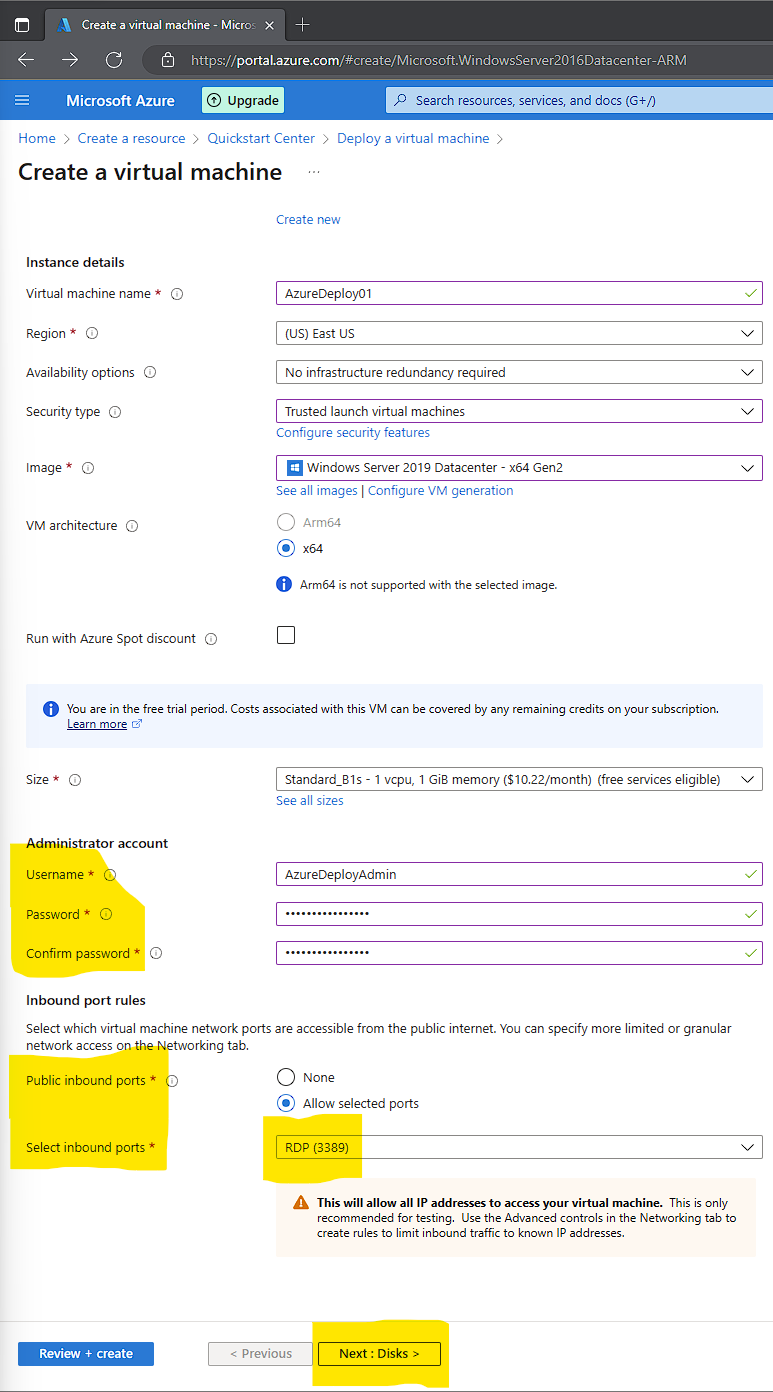 Create a virtual machine - Micros
https://portal.azure.com/#create/Microsoft.WindowsServer2016Datacenter-ARM
Microsoft Azure
Upgrade
Search resources, services, and docs (G+/)
Home > Create a resource > Quickstart Center > Deploy a virtual machine >
Create a virtual machine ...
Create new
Instance details
Virtual machine name * AzureDeploy01
Region * (US) East US
Availability options No infrastructure redundancy required
Security type Trusted launch virtual machines
Configure security features
Image * Windows Server 2019 Datacenter - x64 Gen2
See all images | Configure VM generation
VM architecture Arm64
x64
Arm64 is not supported with the selected image.
Run with Azure Spot discount
You are in the free trial period. Costs associated with this VM can be covered by any remaining credits on your subscription.
Learn more
Size * Standard_B1s - 1 vcpu, 1 GiB memory ($10.22/month) (free services eligible)
See all sizes
Administrator account
Username * AzureDeployAdmin
Password * ••••••••••••••••
Confirm password * ••••••••••••••••
Inbound port rules
Select which virtual machine network ports are accessible from the public internet. You can specify more limited or granular
network access on the Networking tab.
Public inbound ports * None
Allow selected ports
Select inbound ports * RDP (3389)
This will allow all IP addresses to access your virtual machine. This is only
recommended for testing. Use the Advanced controls in the Networking tab to
create rules to limit inbound traffic to known IP addresses.
Review + create
< Previous
Next : Disks >